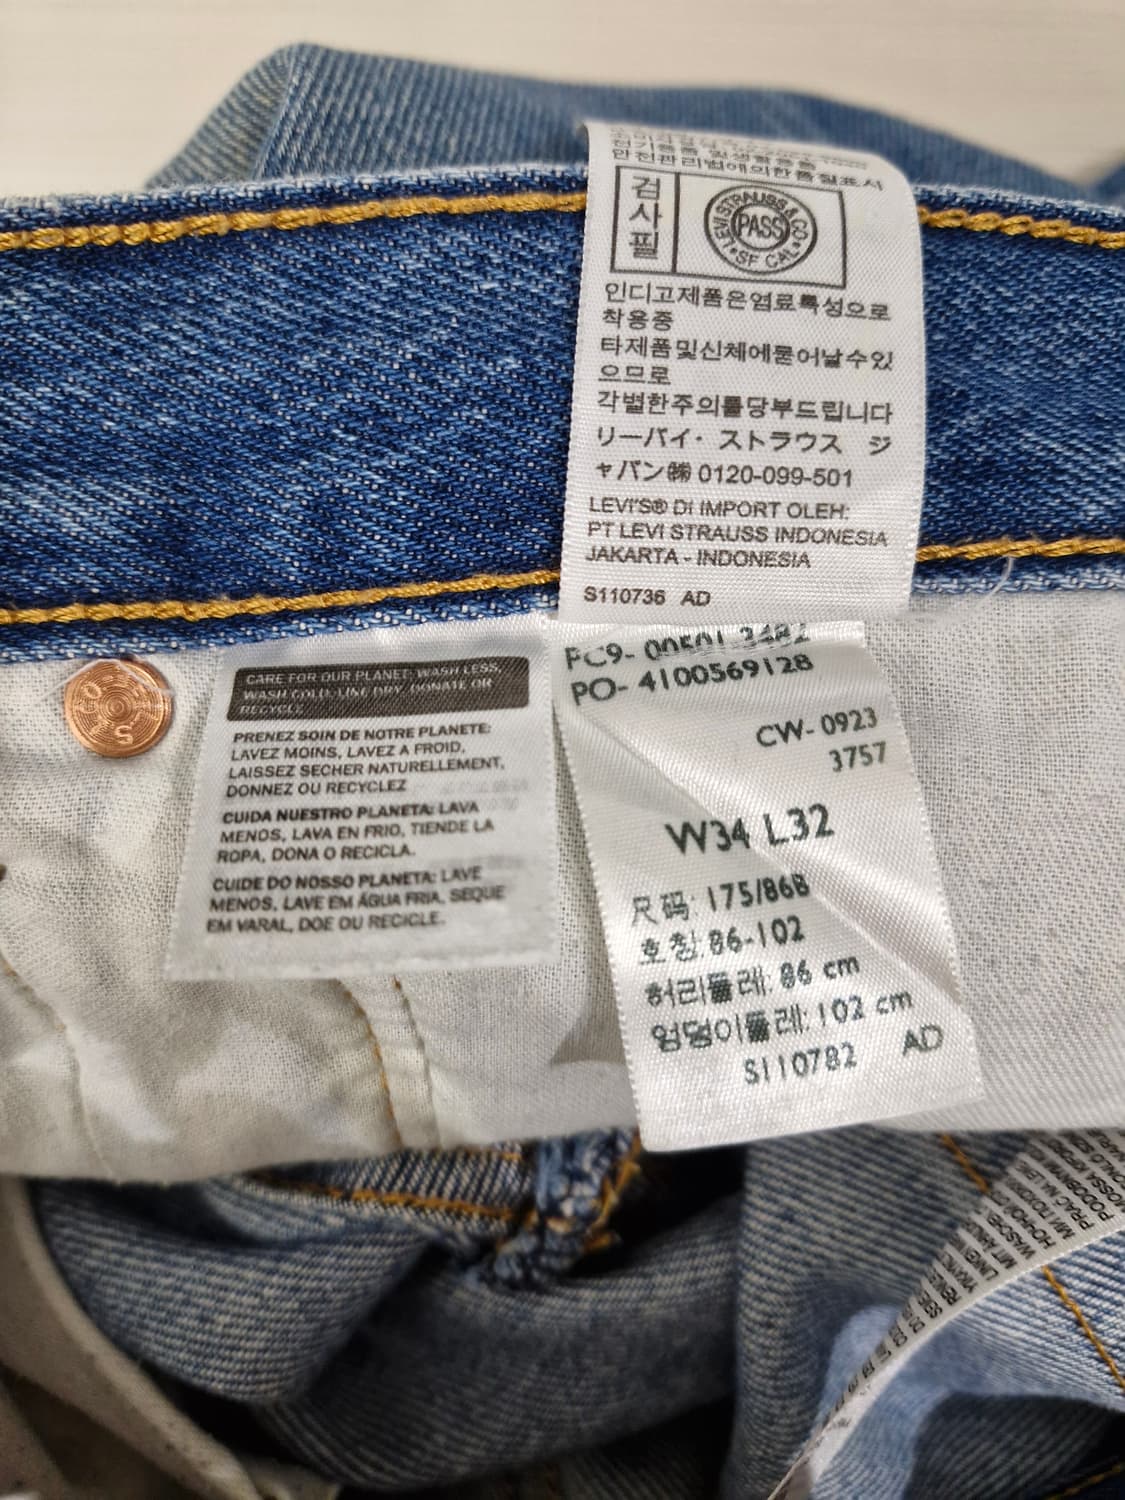 안전관리법에의한품질표시
검사필
LEVI STRAUSS & CO
PASS
SF CAL
인디고제품은염료특성으로
착용중
타제품및신체에묻어날수있
으므로
각별한주의를당부드립니다
リーバイ・ストラウス ジ
ャパン㈱ 0120-099-501
LEVI'S® DI IMPORT OLEH:
PT LEVI STRAUSS INDONESIA
JAKARTA - INDONESIA
S110736 AD
CARE FOR OUR PLANET: WASH LESS,
WASH COLD, LINE DRY, DONATE OR
RECYCLE
PRENEZ SOIN DE NOTRE PLANETE:
LAVEZ MOINS, LAVEZ A FROID,
LAISSEZ SECHER NATURELLEMENT,
DONNEZ OU RECYCLEZ
CUIDA NUESTRO PLANETA: LAVA
MENOS, LAVA EN FRIO, TIENDE LA
ROPA, DONA O RECICLA.
CUIDE DO NOSSO PLANETA: LAVE
MENOS, LAVE EM ÁGUA FRIA, SEQUE
EM VARAL, DOE OU RECICLE.
PC9- 00501-3482
PO- 4100569128
CW- 0923
3757
W34 L32
尺码: 175/86B
호칭: 86-102
허리둘레: 86 cm
엉덩이둘레: 102 cm
S110782 AD